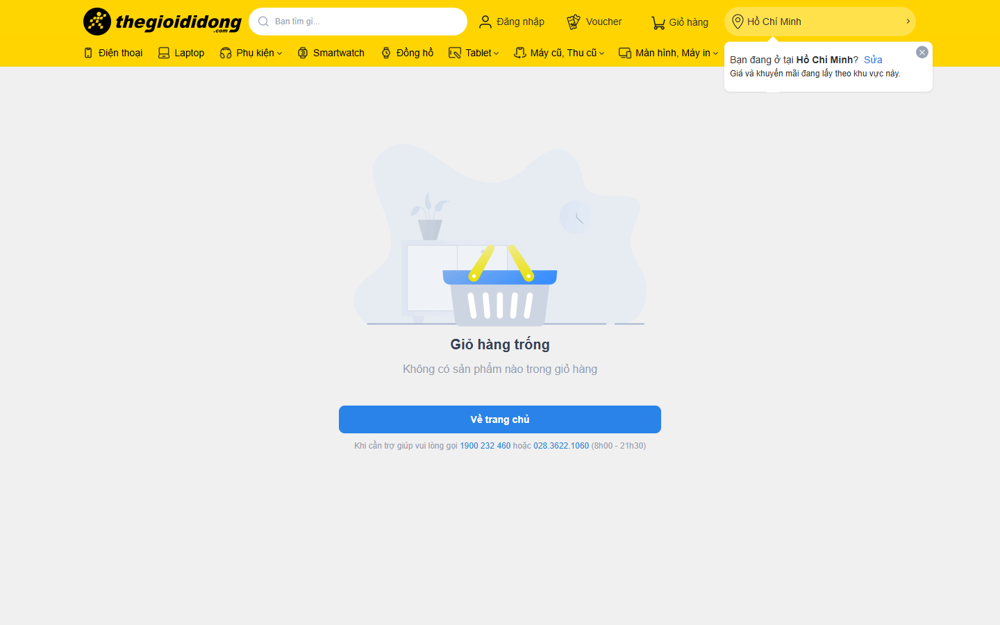 thegioididong
.com
Bạn tìm gì...
Đăng nhập
Voucher
Giỏ hàng
Hồ Chí Minh
Điện thoại
Laptop
Phụ kiện
Smartwatch
Đồng hồ
Tablet
Máy cũ, Thu cũ
Màn hình, Máy in
Bạn đang ở tại Hồ Chí Minh? Sửa
Giá và khuyến mãi đang lấy theo khu vực này.
Giỏ hàng trống
Không có sản phẩm nào trong giỏ hàng
Về trang chủ
Khi cần trợ giúp vui lòng gọi 1900 232 460 hoặc 028.3622.1060 (8h00 - 21h30)